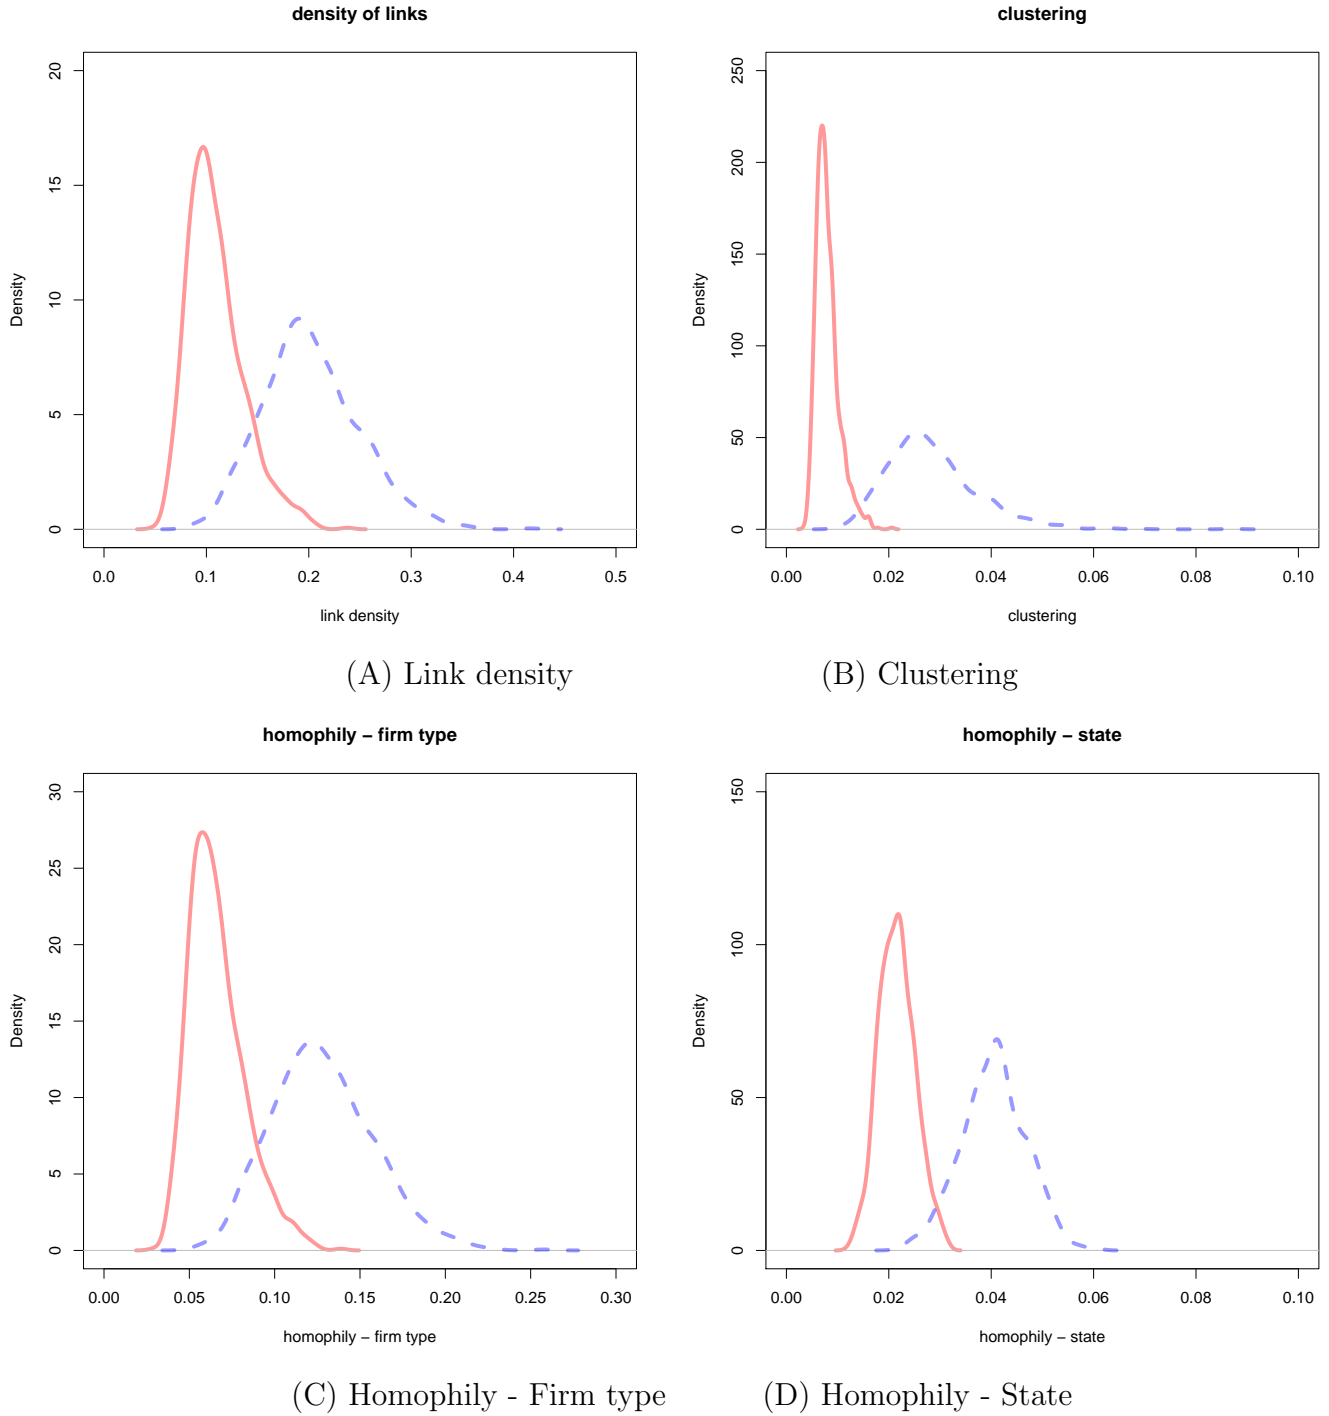 density of links
clustering
20
15
10
5
0
Density
0.0 0.1 0.2 0.3 0.4 0.5
link density
250
200
150
100
50
0
Density
0.00 0.02 0.04 0.06 0.08 0.10
clustering
(A) Link density
(B) Clustering
homophily – firm type
homophily – state
30
25
20
15
10
5
0
Density
0.00 0.05 0.10 0.15 0.20 0.25 0.30
homophily – firm type
150
100
50
0
Density
0.00 0.02 0.04 0.06 0.08 0.10
homophily – state
(C) Homophily - Firm type
(D) Homophily - State